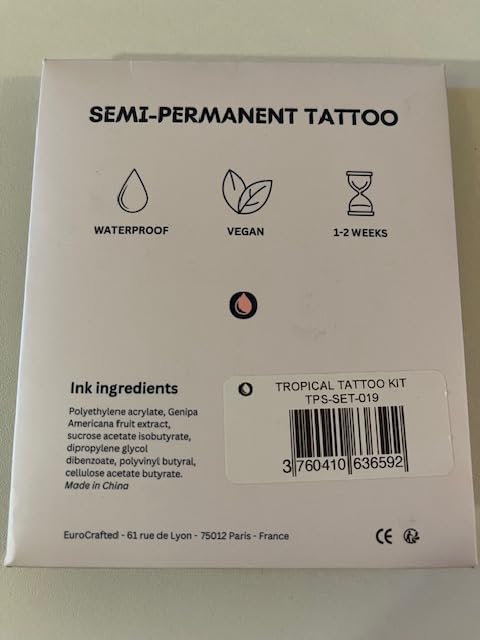 SEMI-PERMANENT TATTOO
WATERPROOF
VEGAN
1-2 WEEKS
Ink ingredients
Polyethylene acrylate, Genipa
Americana fruit extract,
sucrose acetate isobutyrate,
dipropylene glycol
dibenzoate, polyvinyl butyral,
cellulose acetate butyrate.
Made in China
TROPICAL TATTOO KIT
TPS-SET-019
3 760410 636592
EuroCrafted - 61 rue de Lyon - 75012 Paris - France
CE